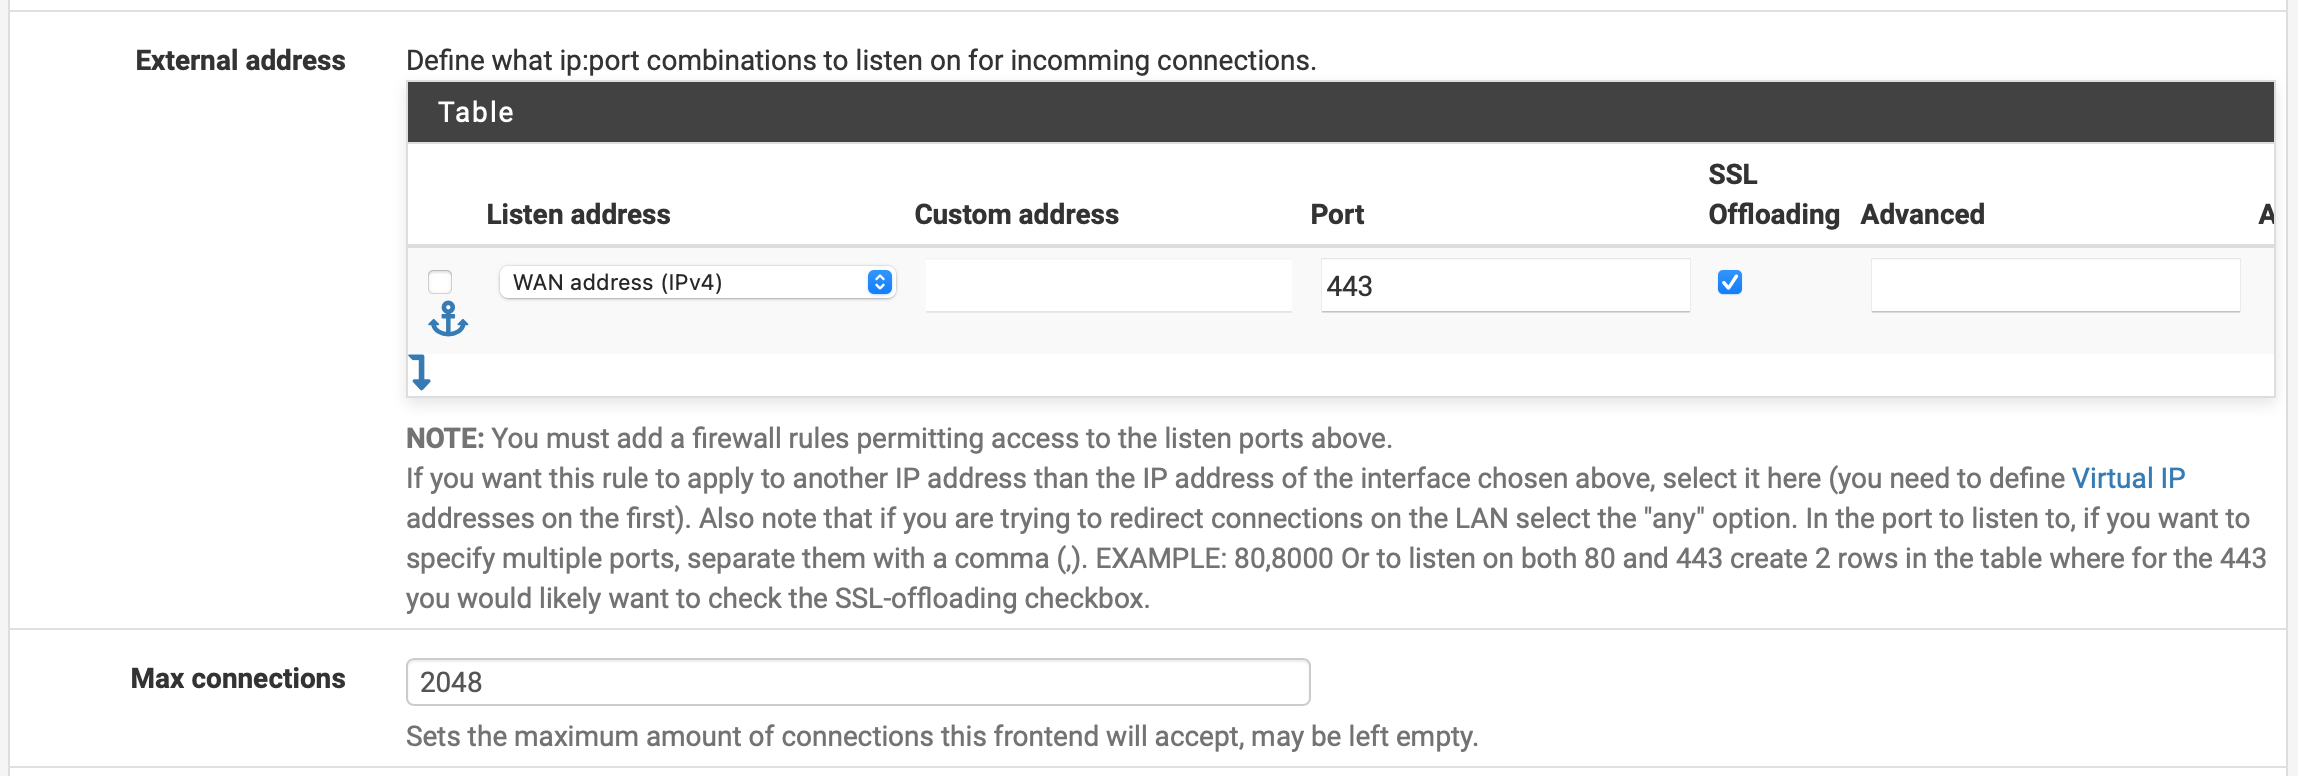 External address
Define what ip:port combinations to listen on for incomming connections.
Table
Listen address
Custom address
Port
SSL
Offloading
Advanced
A
WAN address (IPv4)
443
NOTE: You must add a firewall rules permitting access to the listen ports above.
If you want this rule to apply to another IP address than the IP address of the interface chosen above, select it here (you need to define Virtual IP
addresses on the first). Also note that if you are trying to redirect connections on the LAN select the "any" option. In the port to listen to, if you want to
specify multiple ports, separate them with a comma (,). EXAMPLE: 80,8000 Or to listen on both 80 and 443 create 2 rows in the table where for the 443
you would likely want to check the SSL-offloading checkbox.
Max connections
2048
Sets the maximum amount of connections this frontend will accept, may be left empty.